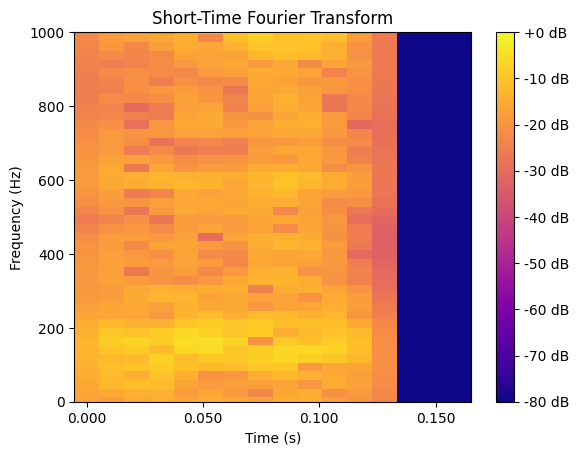 Short-Time Fourier Transform
1000
800
600
400
200
0
Frequency (Hz)
0.000
0.050
0.100
0.150
Time (s)
+0 dB
-10 dB
-20 dB
-30 dB
-40 dB
-50 dB
-60 dB
-70 dB
-80 dB